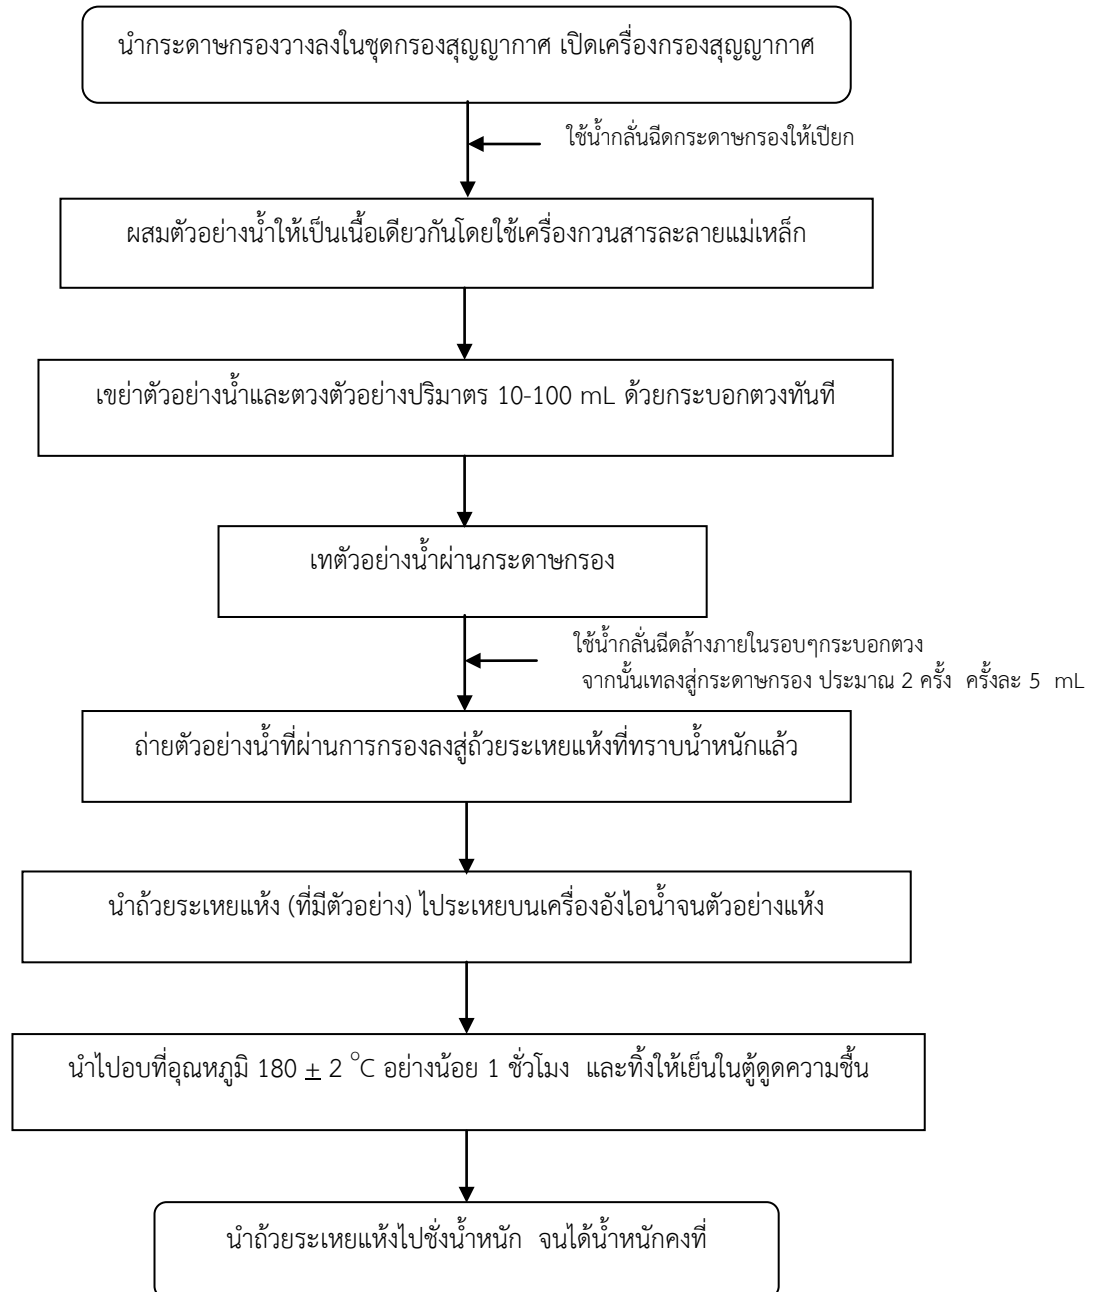 นำกระดาษกรองวางลงในชุดกรองสุญญากาศ เปิดเครื่องกรองสุญญากาศ
ใช้น้ำกลั่นฉีดกระดาษกรองให้เปียก
ผสมตัวอย่างน้ำให้เป็นเนื้อเดียวกันโดยใช้เครื่องกวนสารละลายแม่เหล็ก
เขย่าตัวอย่างน้ำและตวงตัวอย่างปริมาตร 10-100 mL ด้วยกระบอกตวงทันที
เทตัวอย่างน้ำผ่านกระดาษกรอง
ใช้น้ำกลั่นฉีดล้างภายในรอบๆกระบอกตวง
จากนั้นเทลงสู่กระดาษกรอง ประมาณ 2 ครั้ง ครั้งละ 5 mL
ถ่ายตัวอย่างน้ำที่ผ่านการกรองลงสู่ถ้วยระเหยแห้งที่ทราบน้ำหนักแล้ว
นำถ้วยระเหยแห้ง (ที่มีตัวอย่าง) ไประเหยบนเครื่องอังไอน้ำจนตัวอย่างแห้ง
นำไปอบที่อุณหภูมิ 180 ± 2 °C อย่างน้อย 1 ชั่วโมง และทิ้งให้เย็นในตู้ดูดความชื้น
นำถ้วยระเหยแห้งไปชั่งน้ำหนัก จนได้น้ำหนักคงที่